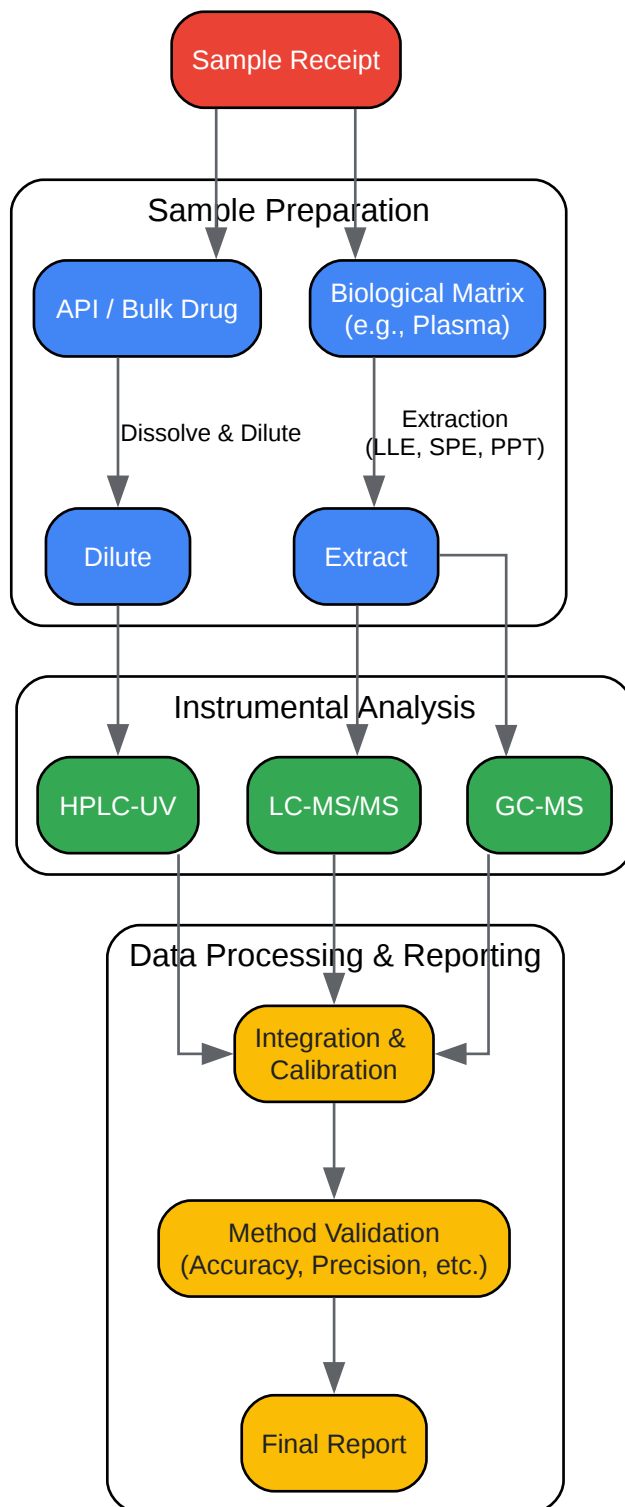 Sample Receipt
Sample Preparation
API / Bulk Drug
Biological Matrix
(e.g., Plasma)
Dissolve & Dilute
Extraction
(LLE, SPE, PPT)
Dilute
Extract
Instrumental Analysis
HPLC-UV
LC-MS/MS
GC-MS
Data Processing & Reporting
Integration &
Calibration
Method Validation
(Accuracy, Precision, etc.)
Final Report